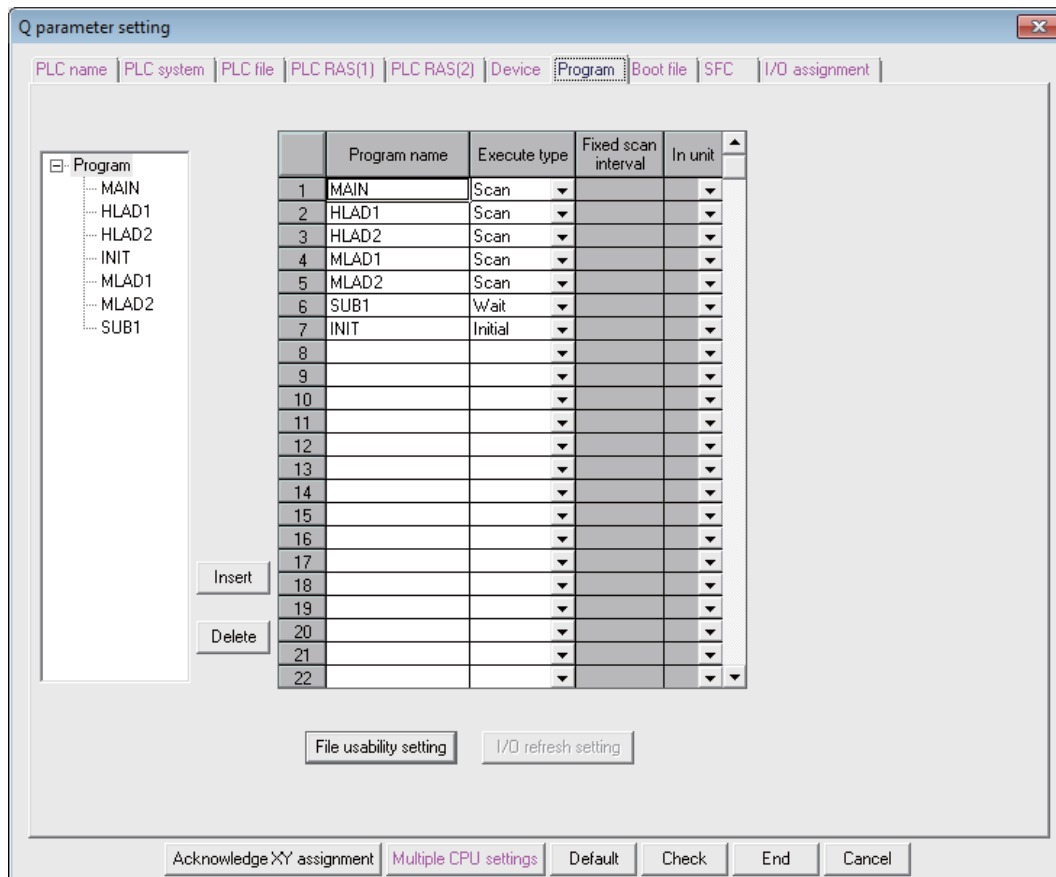 Q parameter setting
PLC name PLC system PLC file PLC RAS(1) PLC RAS(2) Device Program Boot file SFC I/O assignment
Program
MAIN
HLAD1
HLAD2
INIT
MLAD1
MLAD2
SUB1
Program name Execute type Fixed scan interval In unit
1 MAIN Scan
2 HLAD1 Scan
3 HLAD2 Scan
4 MLAD1 Scan
5 MLAD2 Scan
6 SUB1 Wait
7 INIT Initial
8
9
10
11
12
13
14
15
16
17
18
19
20
21
22
Insert
Delete
File usability setting I/O refresh setting
Acknowledge XY assignment Multiple CPU settings Default Check End Cancel